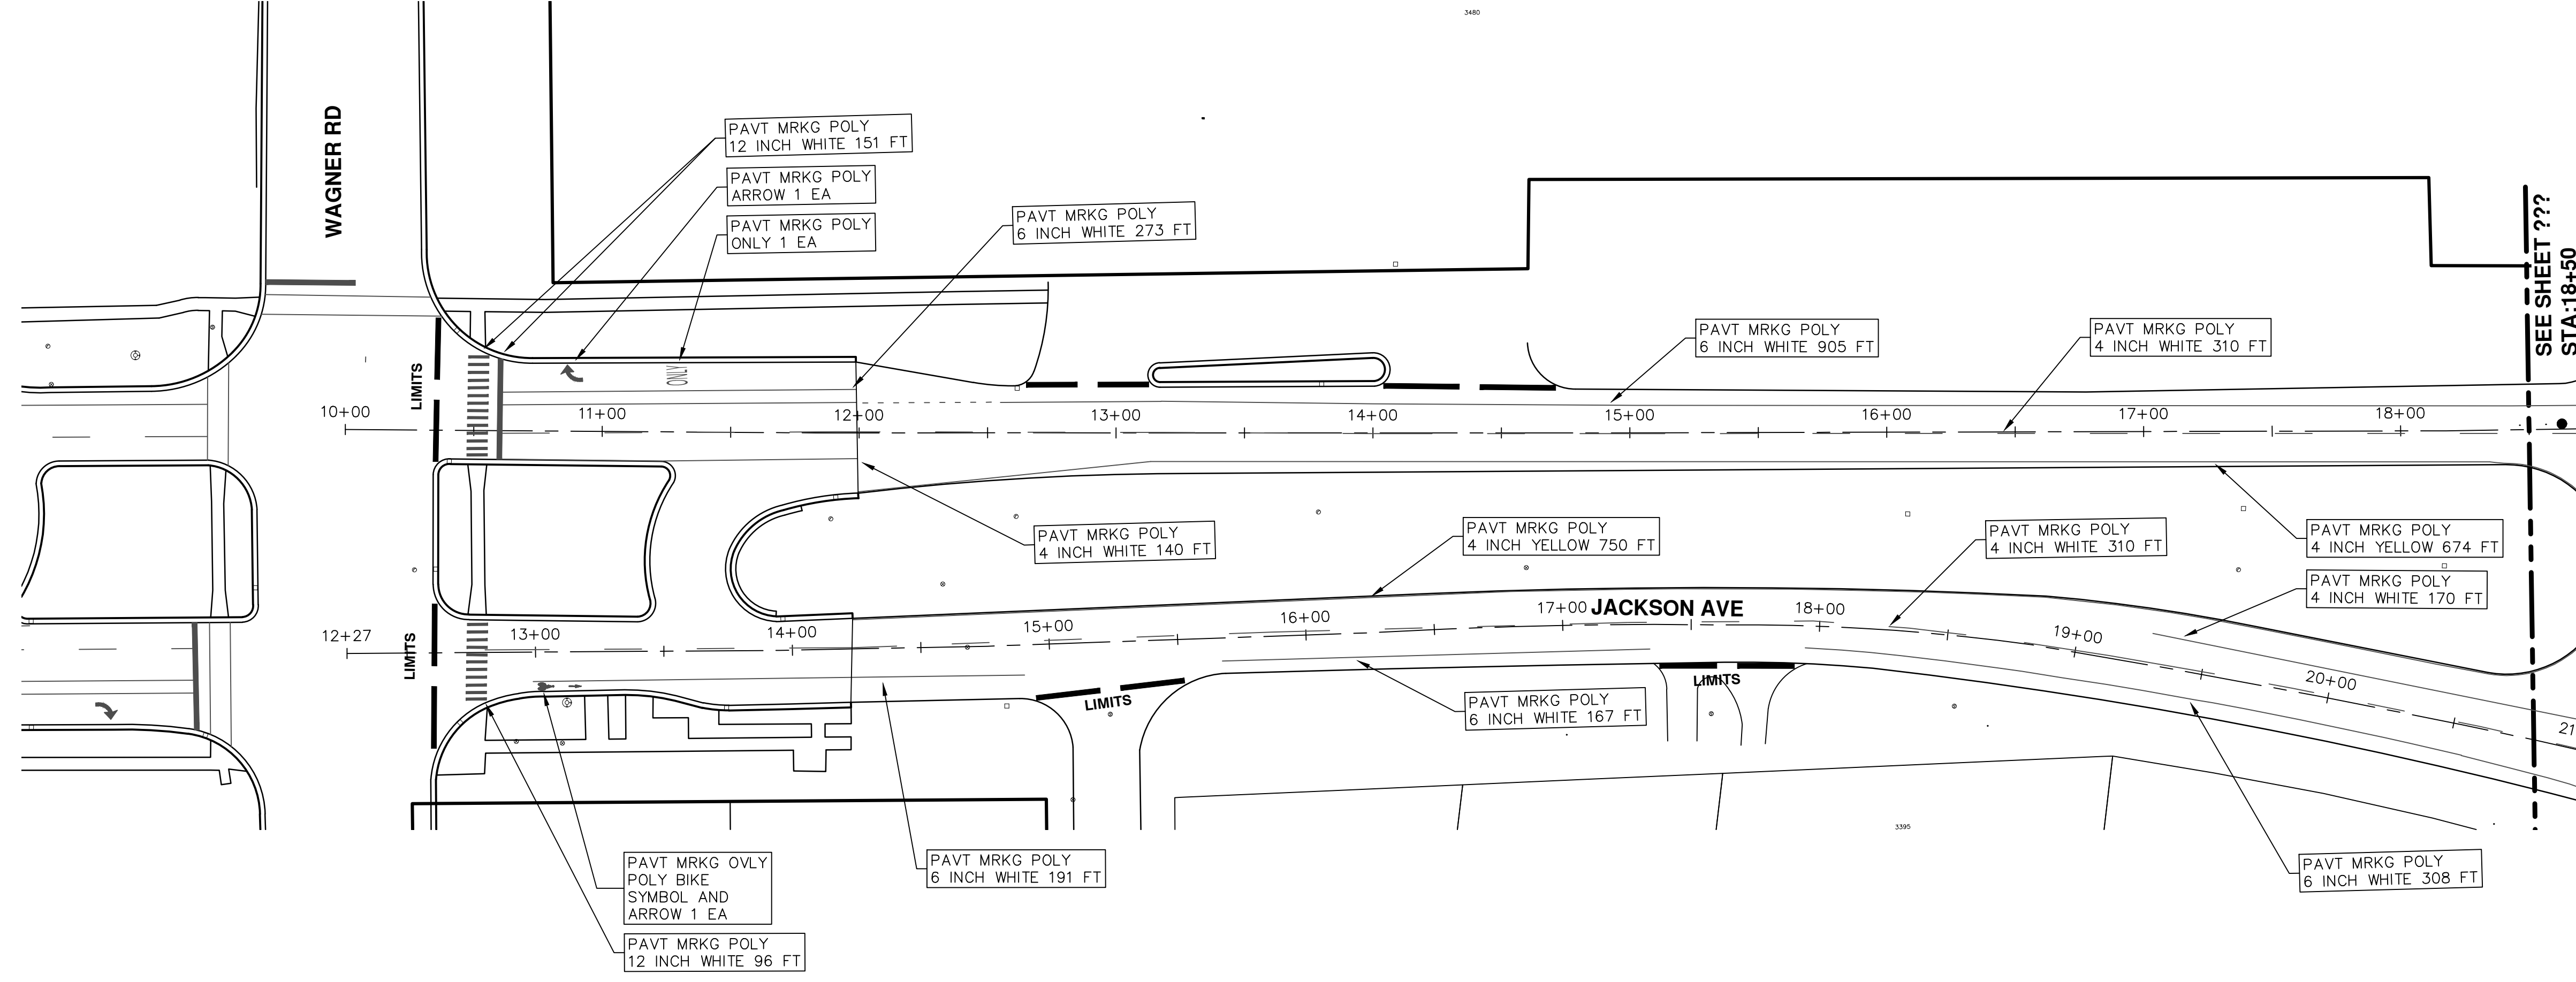 3480
WAGNER RD
PAVT MRKG POLY
12 INCH WHITE 151 FT
PAVT MRKG POLY
ARROW 1 EA
PAVT MRKG POLY
ONLY 1 EA
PAVT MRKG POLY
6 INCH WHITE 273 FT
PAVT MRKG POLY
6 INCH WHITE 905 FT
PAVT MRKG POLY
4 INCH WHITE 310 FT
SEE SHEET ???
STA:18+50
LIMITS
ONLY
10+00
11+00
12+00
13+00
14+00
15+00
16+00
17+00
18+00
PAVT MRKG POLY
4 INCH WHITE 140 FT
PAVT MRKG POLY
4 INCH YELLOW 750 FT
PAVT MRKG POLY
4 INCH WHITE 310 FT
PAVT MRKG POLY
4 INCH YELLOW 674 FT
PAVT MRKG POLY
4 INCH WHITE 170 FT
LIMITS
12+27
13+00
14+00
15+00
16+00
17+00
JACKSON AVE
18+00
19+00
20+00
21
LIMITS
LIMITS
PAVT MRKG POLY
6 INCH WHITE 167 FT
3395
PAVT MRKG OVLY
POLY BIKE
SYMBOL AND
ARROW 1 EA
PAVT MRKG POLY
12 INCH WHITE 96 FT
PAVT MRKG POLY
6 INCH WHITE 191 FT
PAVT MRKG POLY
6 INCH WHITE 308 FT